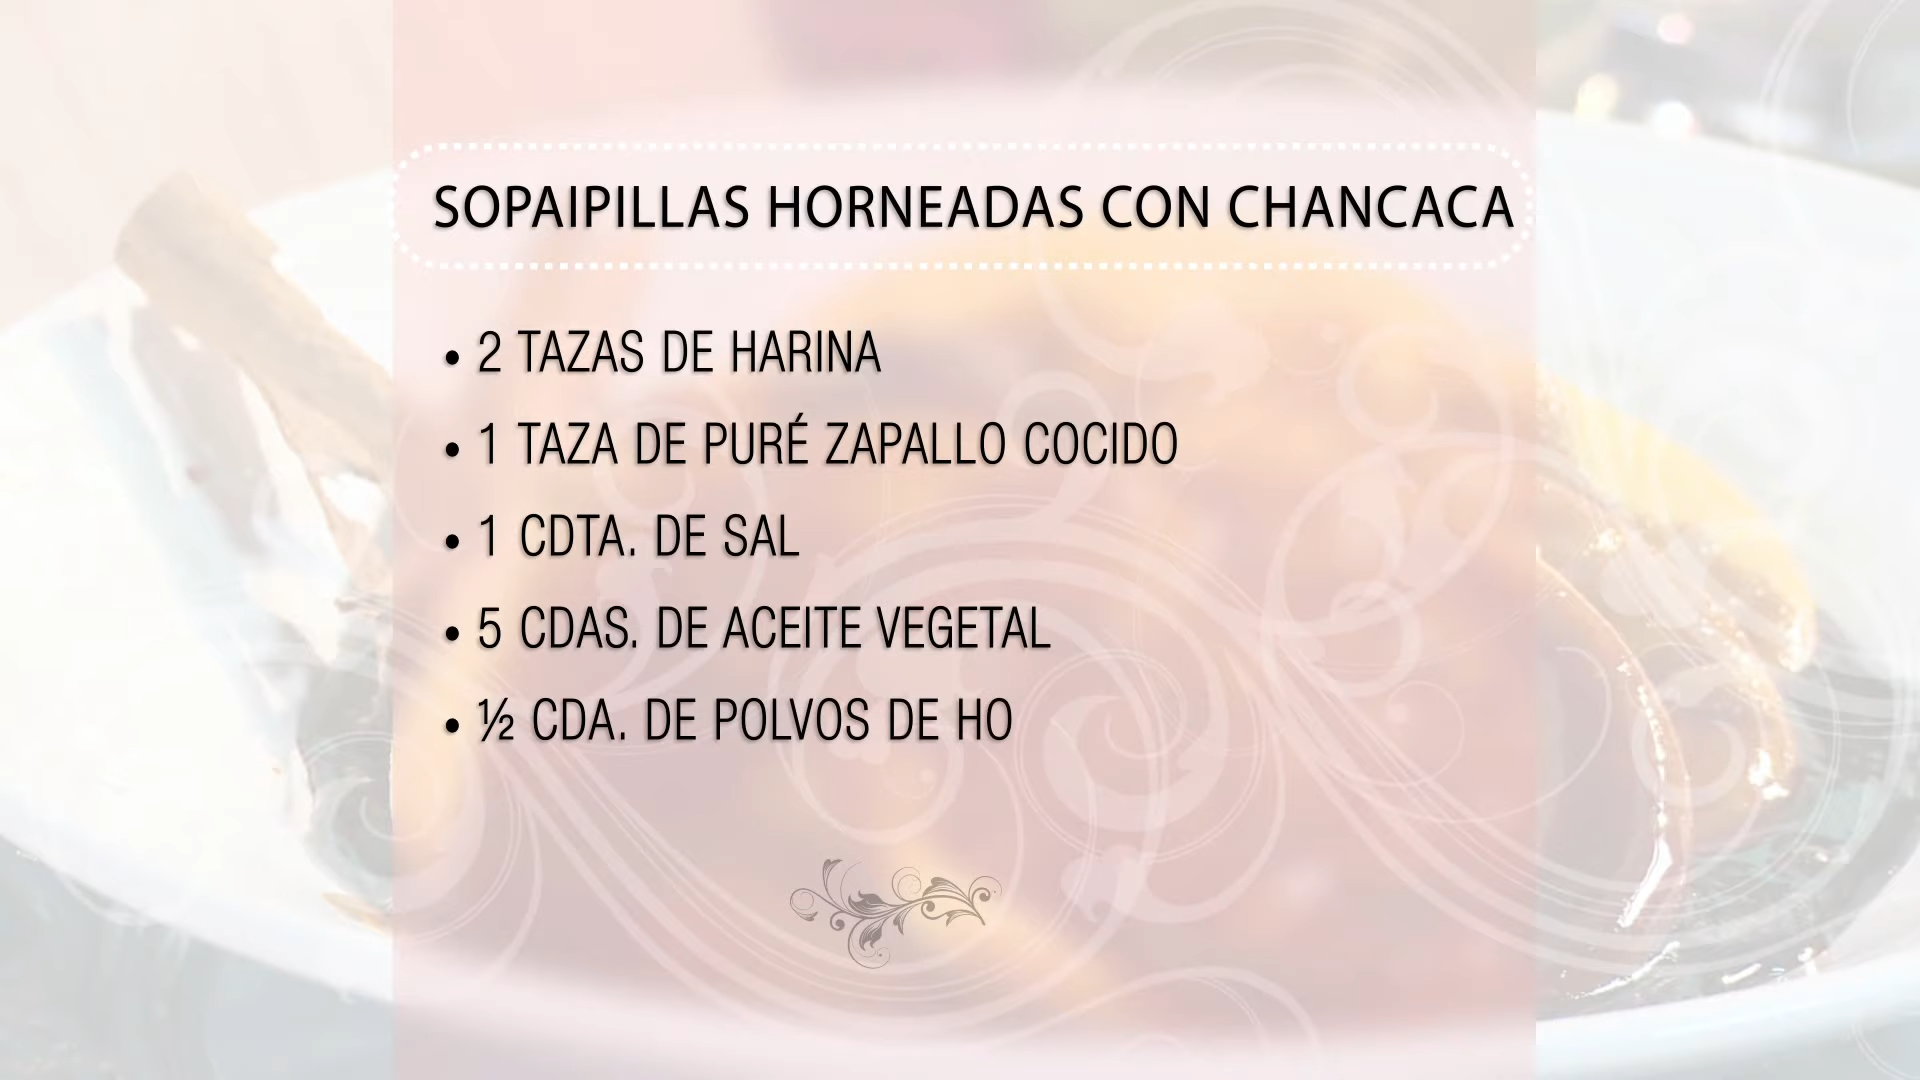 SOPAIPILLAS HORNEADAS CON CHANCACA
• 2 TAZAS DE HARINA
• 1 TAZA DE PURÉ ZAPALLO COCIDO
• 1 CDTA. DE SAL
• 5 CDAS. DE ACEITE VEGETAL
• ½ CDA. DE POLVOS DE HO